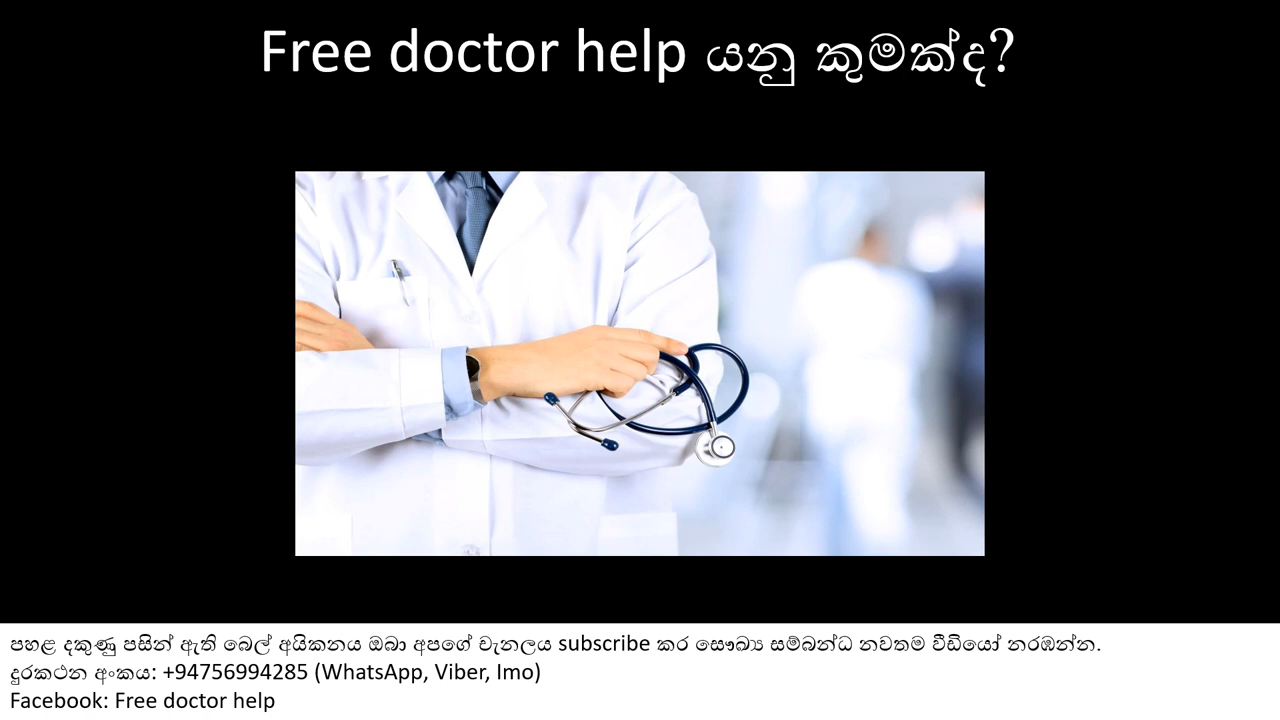 Free doctor help යනු කුමක්ද?
පහළ දකුණු පසින් ඇති බෙල් අයිකනය ඔබා අපගේ චැනලය subscribe කර සෞඛ්‍ය සම්බන්ධ නවතම වීඩියෝ නරඹන්න.
දුරකථන අංකය: +94756994285 (WhatsApp, Viber, Imo)
Facebook: Free doctor help